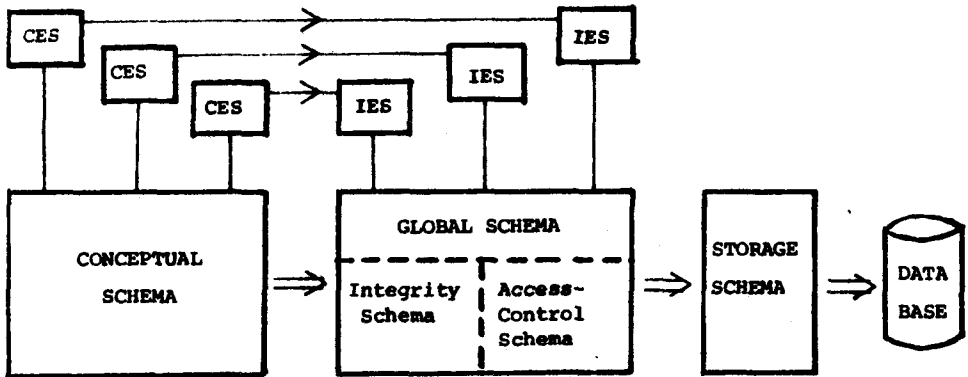 CES
IES
CES
IES
CES
IES
CONCEPTUAL
SCHEMA
GLOBAL SCHEMA
Integrity
Schema
Access-
Control
Schema
STORAGE
SCHEMA
DATA
BASE